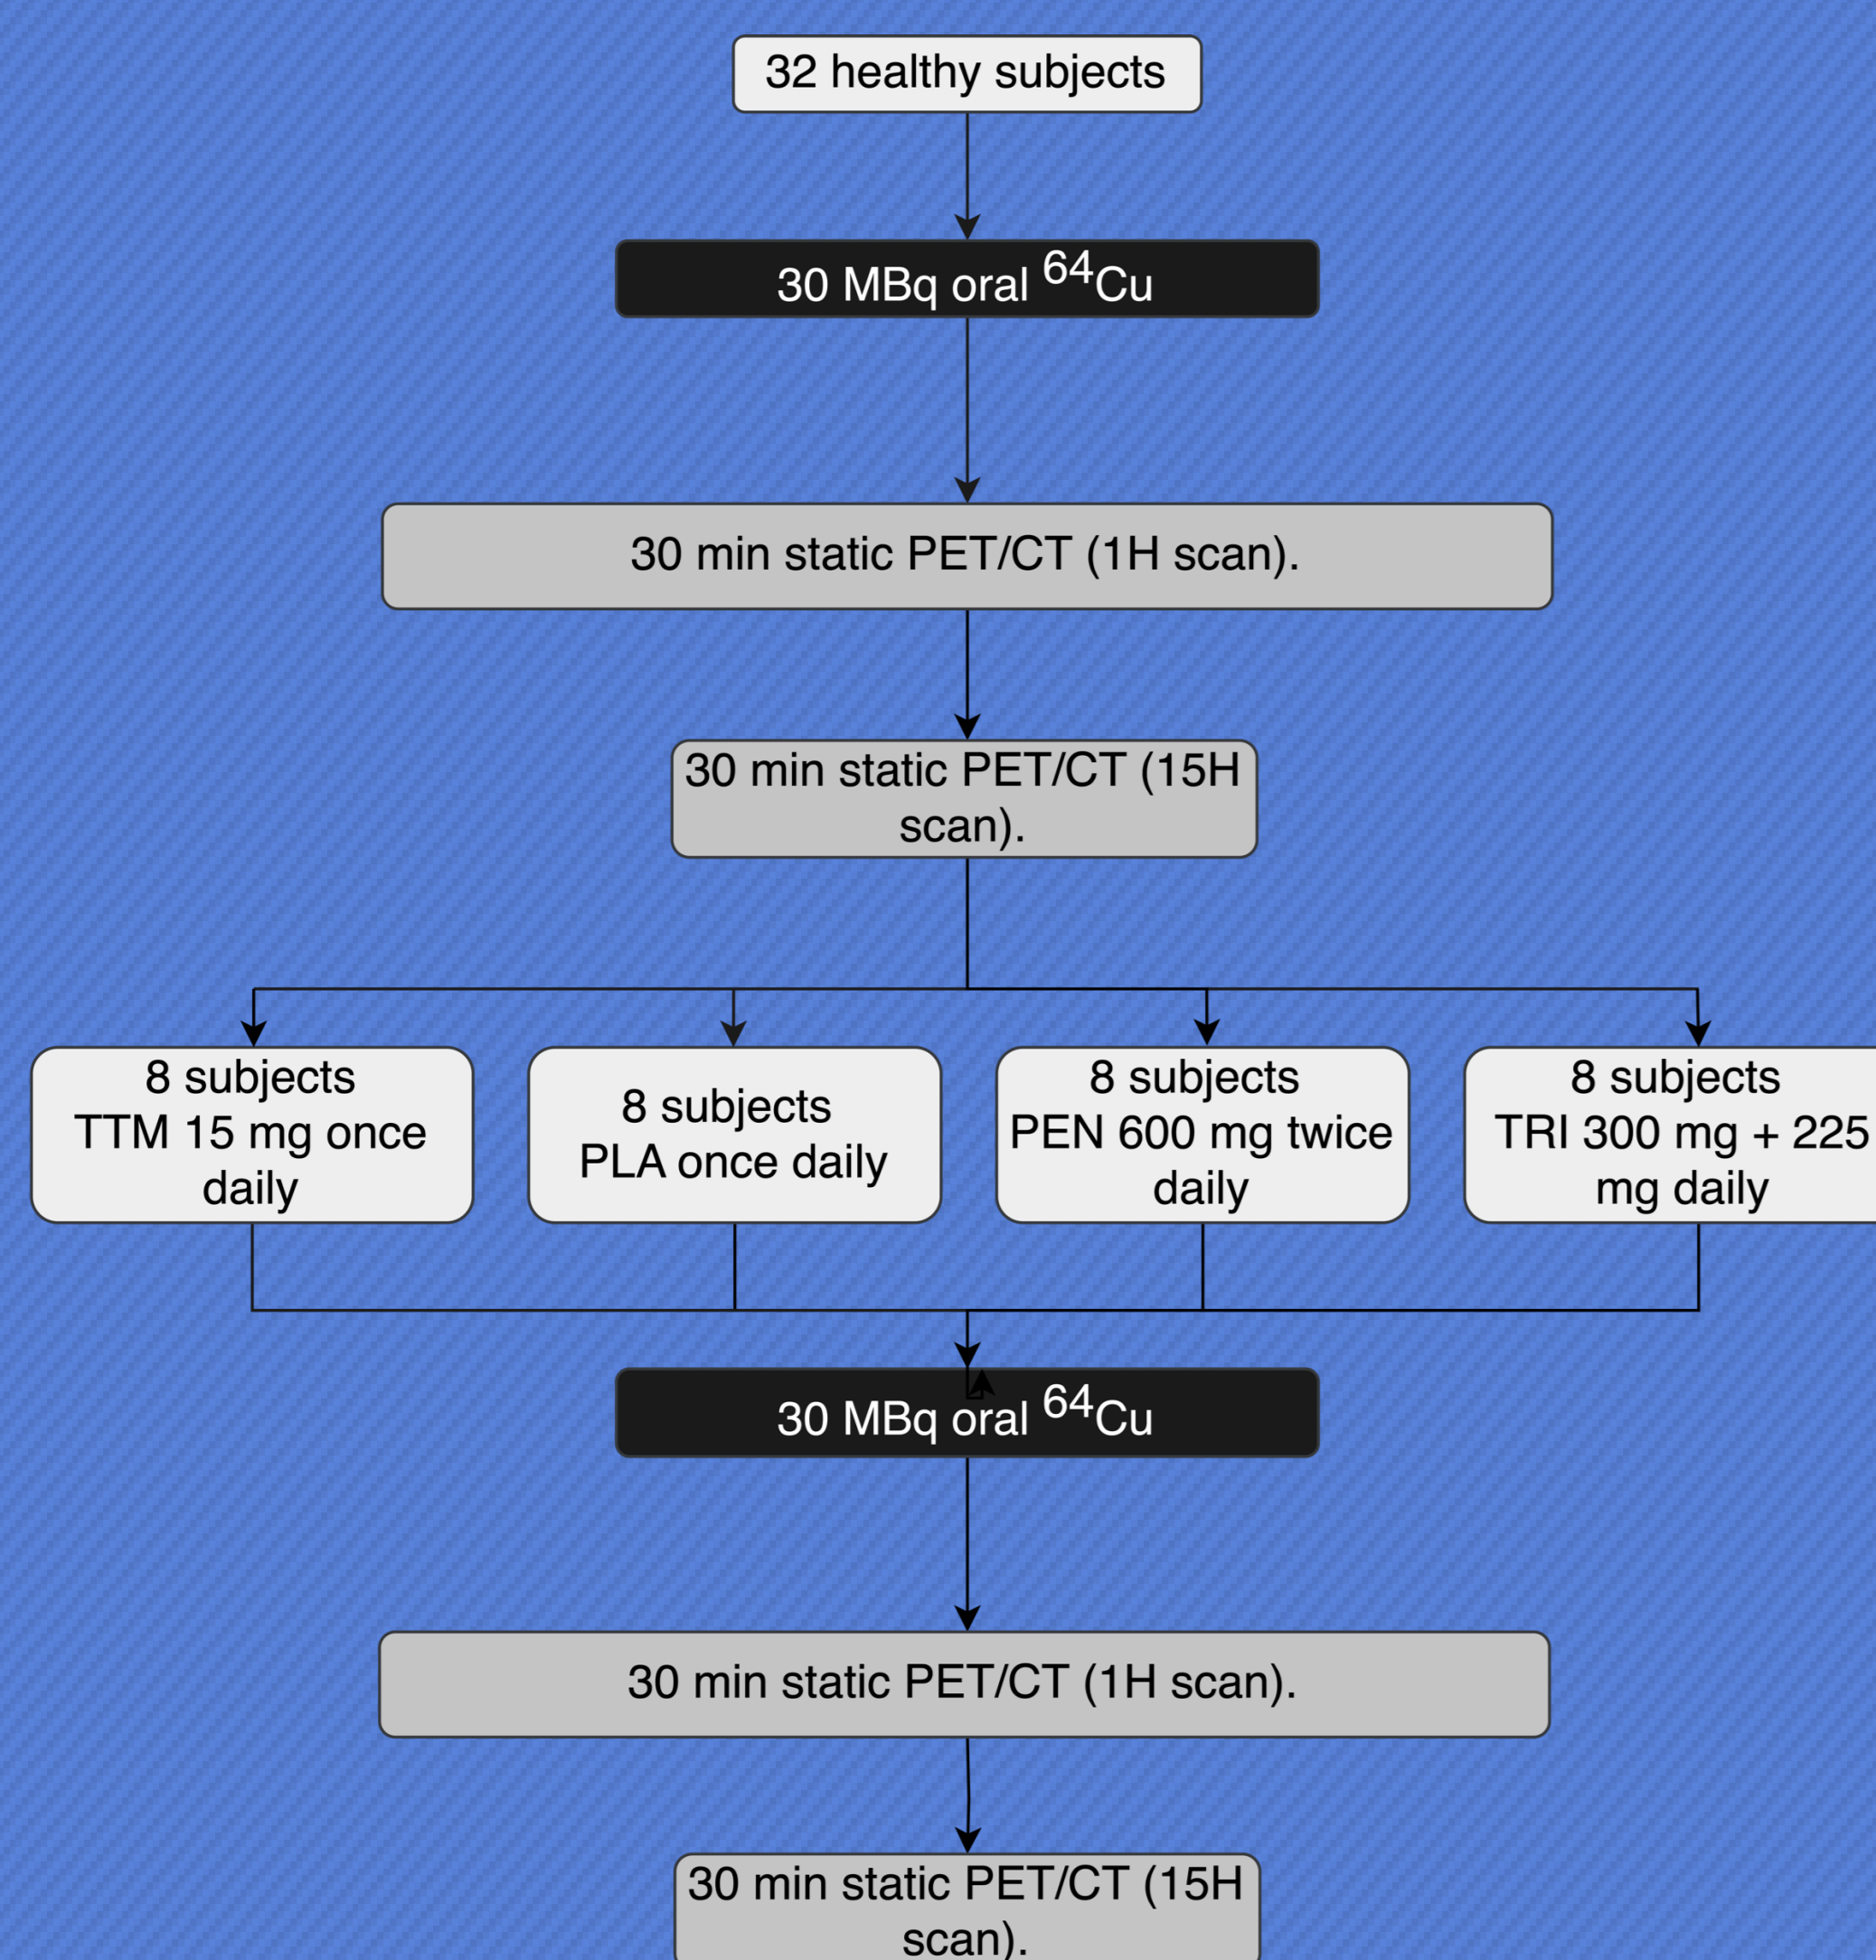 32 healthy subjects
30 MBq oral ⁶⁴Cu
30 min static PET/CT (1H scan).
30 min static PET/CT (15H
scan).
8 subjects
TTM 15 mg once
daily
8 subjects
PLA once daily
8 subjects
PEN 600 mg twice
daily
8 subjects
TRI 300 mg + 225
mg daily
30 MBq oral ⁶⁴Cu
30 min static PET/CT (1H scan).
30 min static PET/CT (15H
scan).